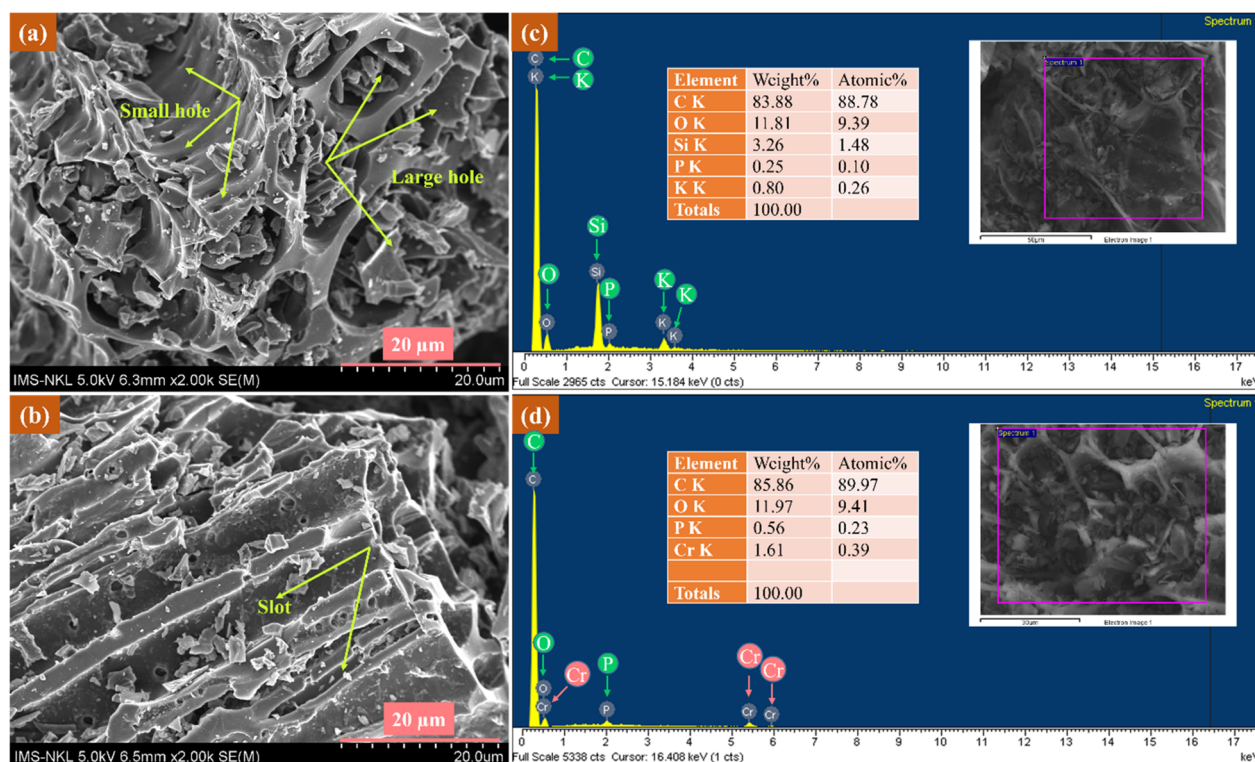 (a)
Small hole
Large hole
20 μm
IMS-NKL 5.0kV 6.3mm x2.00k SE(M)
20.0um
(b)
Slot
20 μm
IMS-NKL 5.0kV 6.5mm x2.00k SE(M)
20.0um
(c)
Spectrum
C
C
K
K
Element Weight% Atomic%
C K 83.88 88.78
O K 11.81 9.39
Si K 3.26 1.48
P K 0.25 0.10
K K 0.80 0.26
Totals 100.00
Spectrum 1
50μm
Electron Image 1
Si
Si
O
O
P
P
K
K
K
K
0 1 2 3 4 5 6 7 8 9 10 11 12 13 14 15 16 17
Full Scale 2965 cts Cursor: 15.184 keV (0 cts)
keV
(d)
Spectrum
C
C
Element Weight% Atomic%
C K 85.86 89.97
O K 11.97 9.41
P K 0.56 0.23
Cr K 1.61 0.39
Totals 100.00
Spectrum 1
Electron Image 1
O
O
Cr
Cr
P
P
Cr
Cr
Cr
Cr
0 1 2 3 4 5 6 7 8 9 10 11 12 13 14 15 16 17
Full Scale 5338 cts Cursor: 16.408 keV (1 cts)
keV